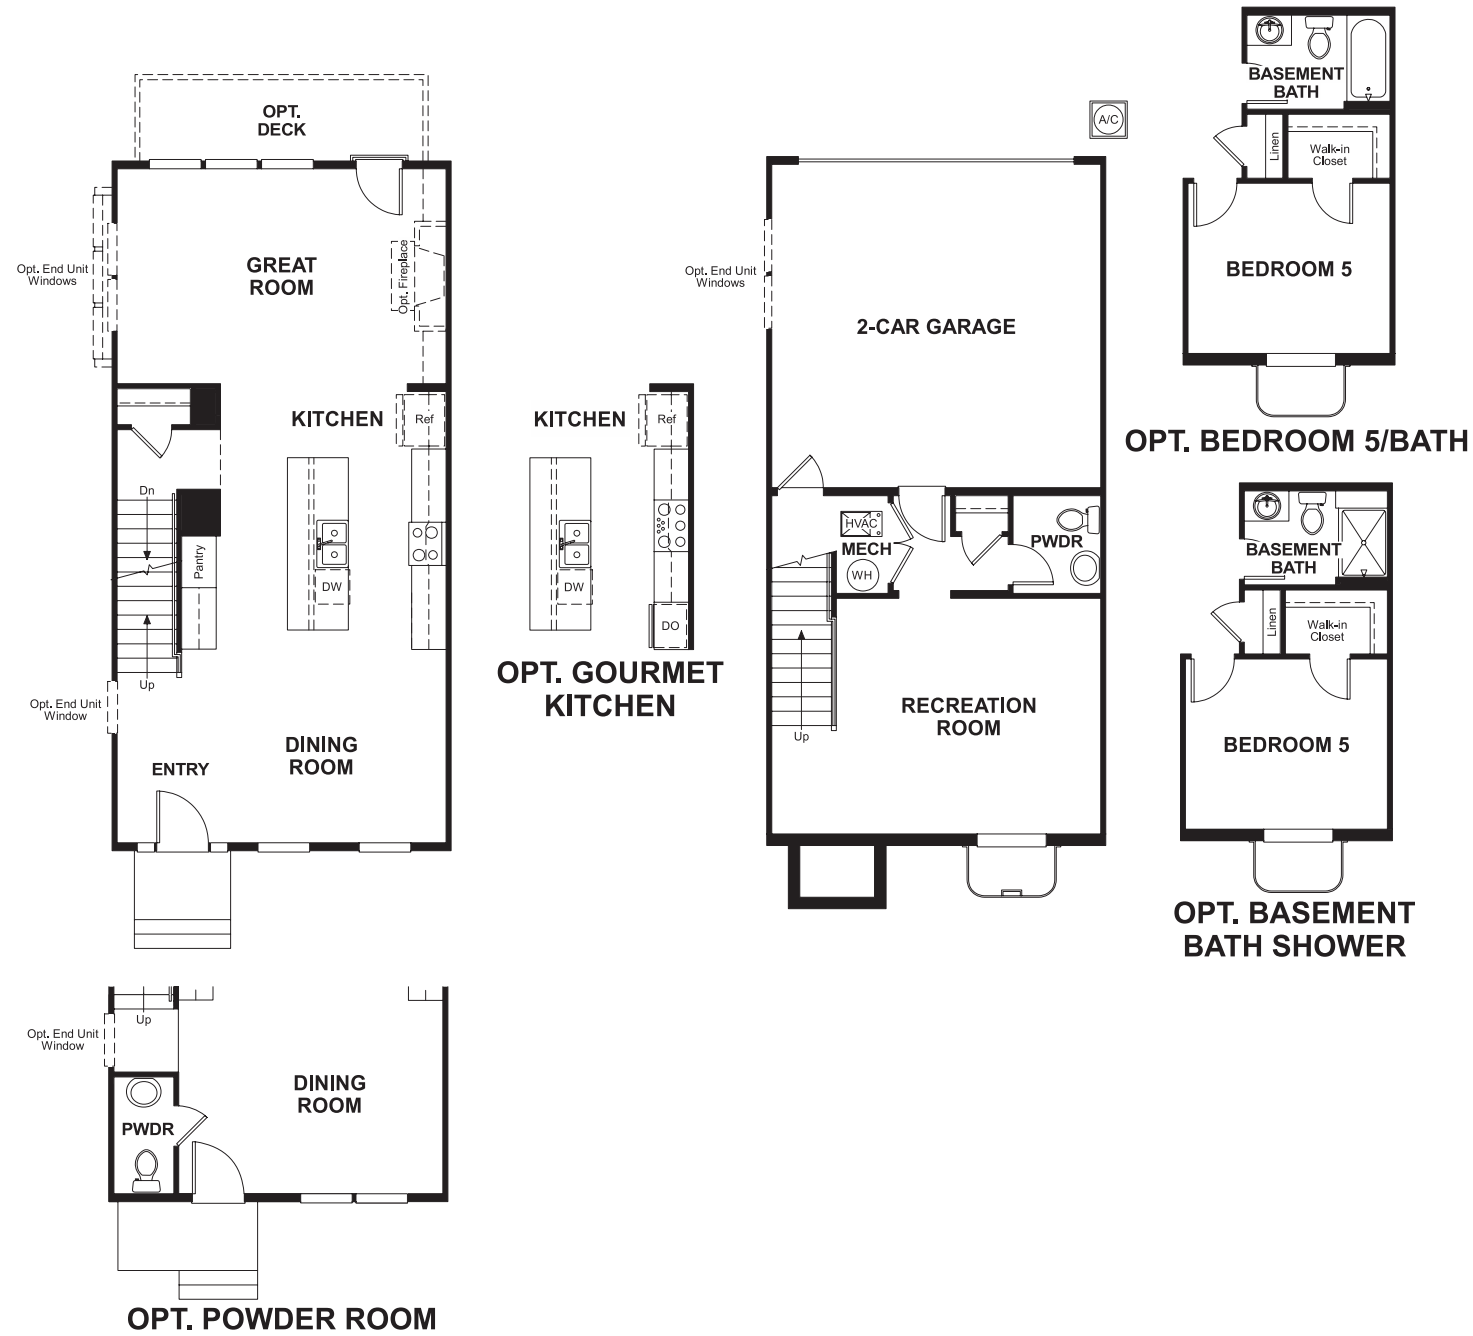 OPT.
DECK
GREAT
ROOM
Opt. End Unit
Windows
Opt. Fireplace
KITCHEN
Ref
Dn
Pantry
DW
Up
Opt. End Unit
Window
DINING
ROOM
ENTRY
KITCHEN
Ref
DW
DO
OPT. GOURMET
KITCHEN
Opt. End Unit
Window
Up
DINING
ROOM
PWDR
OPT. POWDER ROOM
A/C
Opt. End Unit
Windows
2-CAR GARAGE
HVAC
MECH
WH
PWDR
RECREATION
ROOM
Up
BASEMENT
BATH
Linen
Walk-in
Closet
BEDROOM 5
OPT. BEDROOM 5/BATH
BASEMENT
BATH
Linen
Walk-in
Closet
BEDROOM 5
OPT. BASEMENT
BATH SHOWER